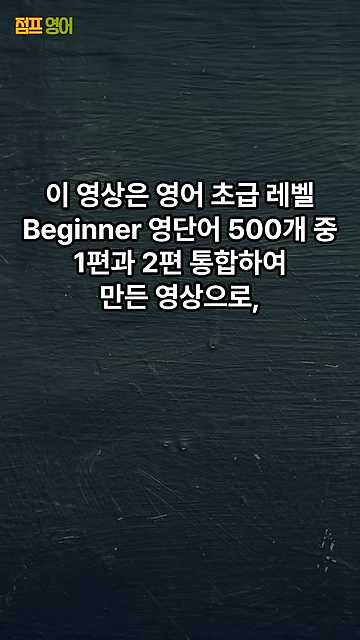 점프 영어
이 영상은 영어 초급 레벨
Beginner 영단어 500개 중
1편과 2편 통합하여
만든 영상으로,